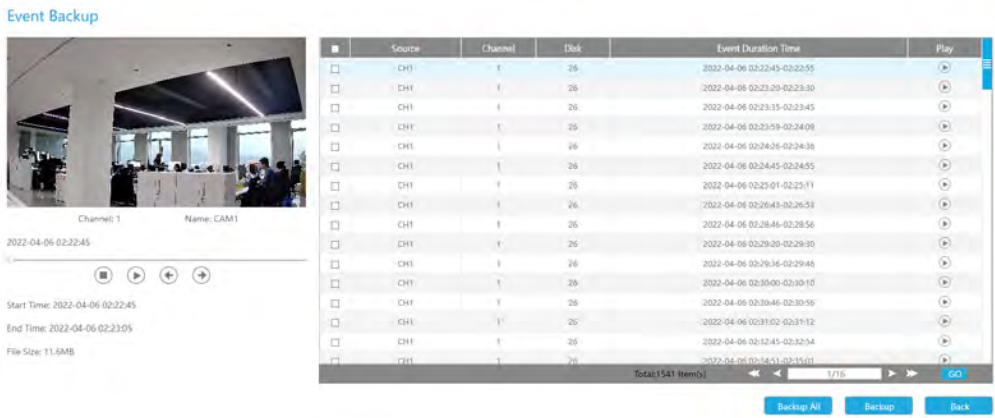 Event Backup
Source Channel Disk Event Duration Time Play
CH1 1 26 2022-04-06 02:22:45-02:22:55
CH1 1 26 2022-04-06 02:23:20-02:23:30
CH1 1 26 2022-04-06 02:23:35-02:23:45
CH1 1 26 2022-04-06 02:23:59-02:24:09
CH1 1 26 2022-04-06 02:24:26-02:24:36
CH1 1 26 2022-04-06 02:24:45-02:24:55
CH1 1 26 2022-04-06 02:25:01-02:25:11
CH1 1 26 2022-04-06 02:26:43-02:26:53
CH1 1 26 2022-04-06 02:28:46-02:28:56
CH1 1 26 2022-04-06 02:29:20-02:29:30
CH1 1 26 2022-04-06 02:29:36-02:29:46
CH1 1 26 2022-04-06 02:30:00-02:30:10
CH1 1 26 2022-04-06 02:30:46-02:30:56
CH1 1 26 2022-04-06 02:31:02-02:31:12
CH1 1 26 2022-04-06 02:32:45-02:32:54
CH1 1 26 2022-04-06 02:34:51-02:35:01
Total:1541 Item(s) 1/16 GO
Channel: 1 Name: CAM1
2022-04-06 02:22:45
Start Time: 2022-04-06 02:22:45
End Time: 2022-04-06 02:23:05
File Size: 11.6MB
Backup All Backup Back